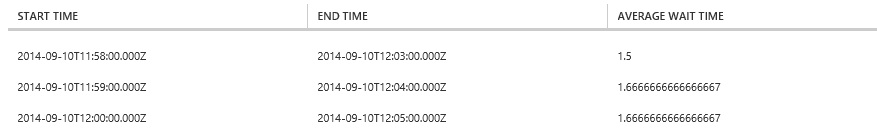 START TIME END TIME AVERAGE WAIT TIME
2014-09-10T11:58:00.000Z 2014-09-10T12:03:00.000Z 1.5
2014-09-10T11:59:00.000Z 2014-09-10T12:04:00.000Z 1.6666666666666667
2014-09-10T12:00:00.000Z 2014-09-10T12:05:00.000Z 1.6666666666666667